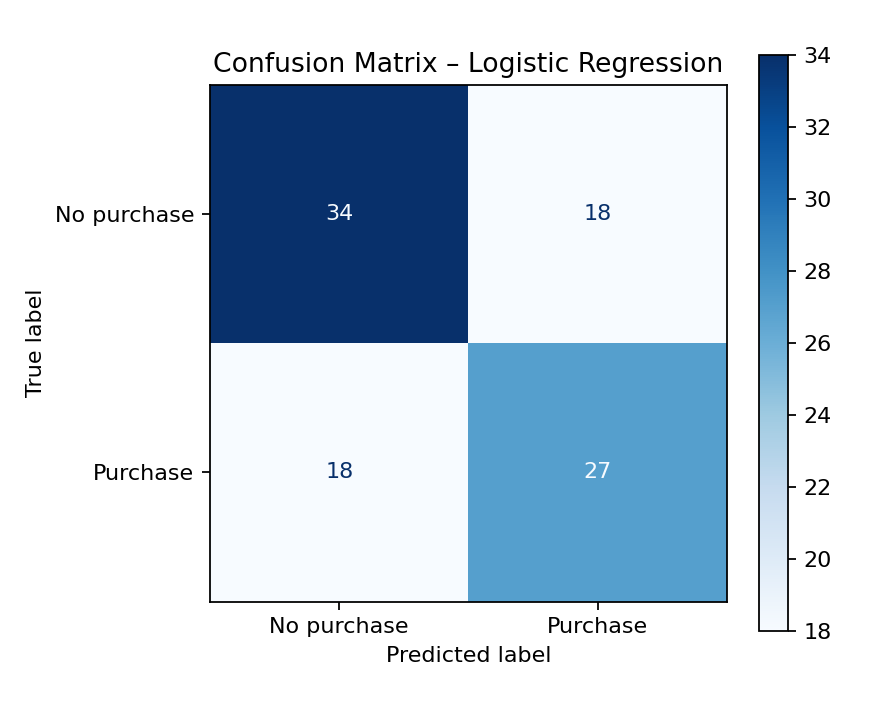 Confusion Matrix – Logistic Regression
No purchase
Purchase
True label
34
18
18
27
No purchase
Purchase
Predicted label
34
32
30
28
26
24
22
20
18